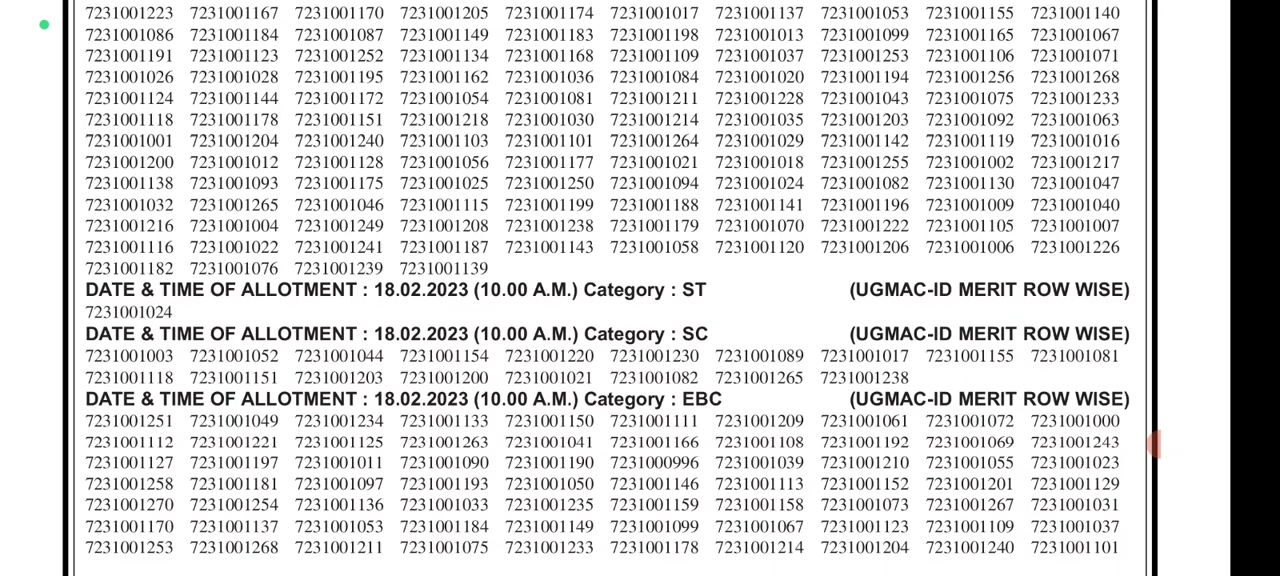 7231001223 7231001167 7231001170 7231001205 7231001174 7231001017 7231001137 7231001053 7231001155 7231001140
7231001086 7231001184 7231001087 7231001149 7231001183 7231001198 7231001013 7231001099 7231001165 7231001067
7231001191 7231001123 7231001252 7231001134 7231001168 7231001109 7231001037 7231001253 7231001106 7231001071
7231001026 7231001028 7231001195 7231001162 7231001036 7231001084 7231001020 7231001194 7231001256 7231001268
7231001124 7231001144 7231001172 7231001054 7231001081 7231001211 7231001228 7231001043 7231001075 7231001233
7231001118 7231001178 7231001151 7231001218 7231001030 7231001214 7231001035 7231001203 7231001092 7231001063
7231001001 7231001204 7231001240 7231001103 7231001101 7231001264 7231001029 7231001142 7231001119 7231001016
7231001200 7231001012 7231001128 7231001056 7231001177 7231001021 7231001018 7231001255 7231001002 7231001217
7231001138 7231001093 7231001175 7231001025 7231001250 7231001094 7231001024 7231001082 7231001130 7231001047
7231001032 7231001265 7231001046 7231001115 7231001199 7231001188 7231001141 7231001196 7231001009 7231001040
7231001216 7231001004 7231001249 7231001208 7231001238 7231001179 7231001070 7231001222 7231001105 7231001007
7231001116 7231001022 7231001241 7231001187 7231001143 7231001058 7231001120 7231001206 7231001006 7231001226
7231001182 7231001076 7231001239 7231001139
DATE & TIME OF ALLOTMENT : 18.02.2023 (10.00 A.M.) Category : ST (UGMAC-ID MERIT ROW WISE)
7231001024
DATE & TIME OF ALLOTMENT : 18.02.2023 (10.00 A.M.) Category : SC (UGMAC-ID MERIT ROW WISE)
7231001003 7231001052 7231001044 7231001154 7231001220 7231001230 7231001089 7231001017 7231001155 7231001081
7231001118 7231001151 7231001203 7231001200 7231001021 7231001082 7231001265 7231001238
DATE & TIME OF ALLOTMENT : 18.02.2023 (10.00 A.M.) Category : EBC (UGMAC-ID MERIT ROW WISE)
7231001251 7231001049 7231001234 7231001133 7231001150 7231001111 7231001209 7231001061 7231001072 7231001000
7231001112 7231001221 7231001125 7231001263 7231001041 7231001166 7231001108 7231001192 7231001069 7231001243
7231001127 7231001197 7231001011 7231001090 7231001190 7231000996 7231001039 7231001210 7231001055 7231001023
7231001258 7231001181 7231001097 7231001193 7231001050 7231001146 7231001113 7231001152 7231001201 7231001129
7231001270 7231001254 7231001136 7231001033 7231001235 7231001159 7231001158 7231001073 7231001267 7231001031
7231001170 7231001137 7231001053 7231001184 7231001149 7231001099 7231001067 7231001123 7231001109 7231001037
7231001253 7231001268 7231001211 7231001075 7231001233 7231001178 7231001214 7231001204 7231001240 7231001101